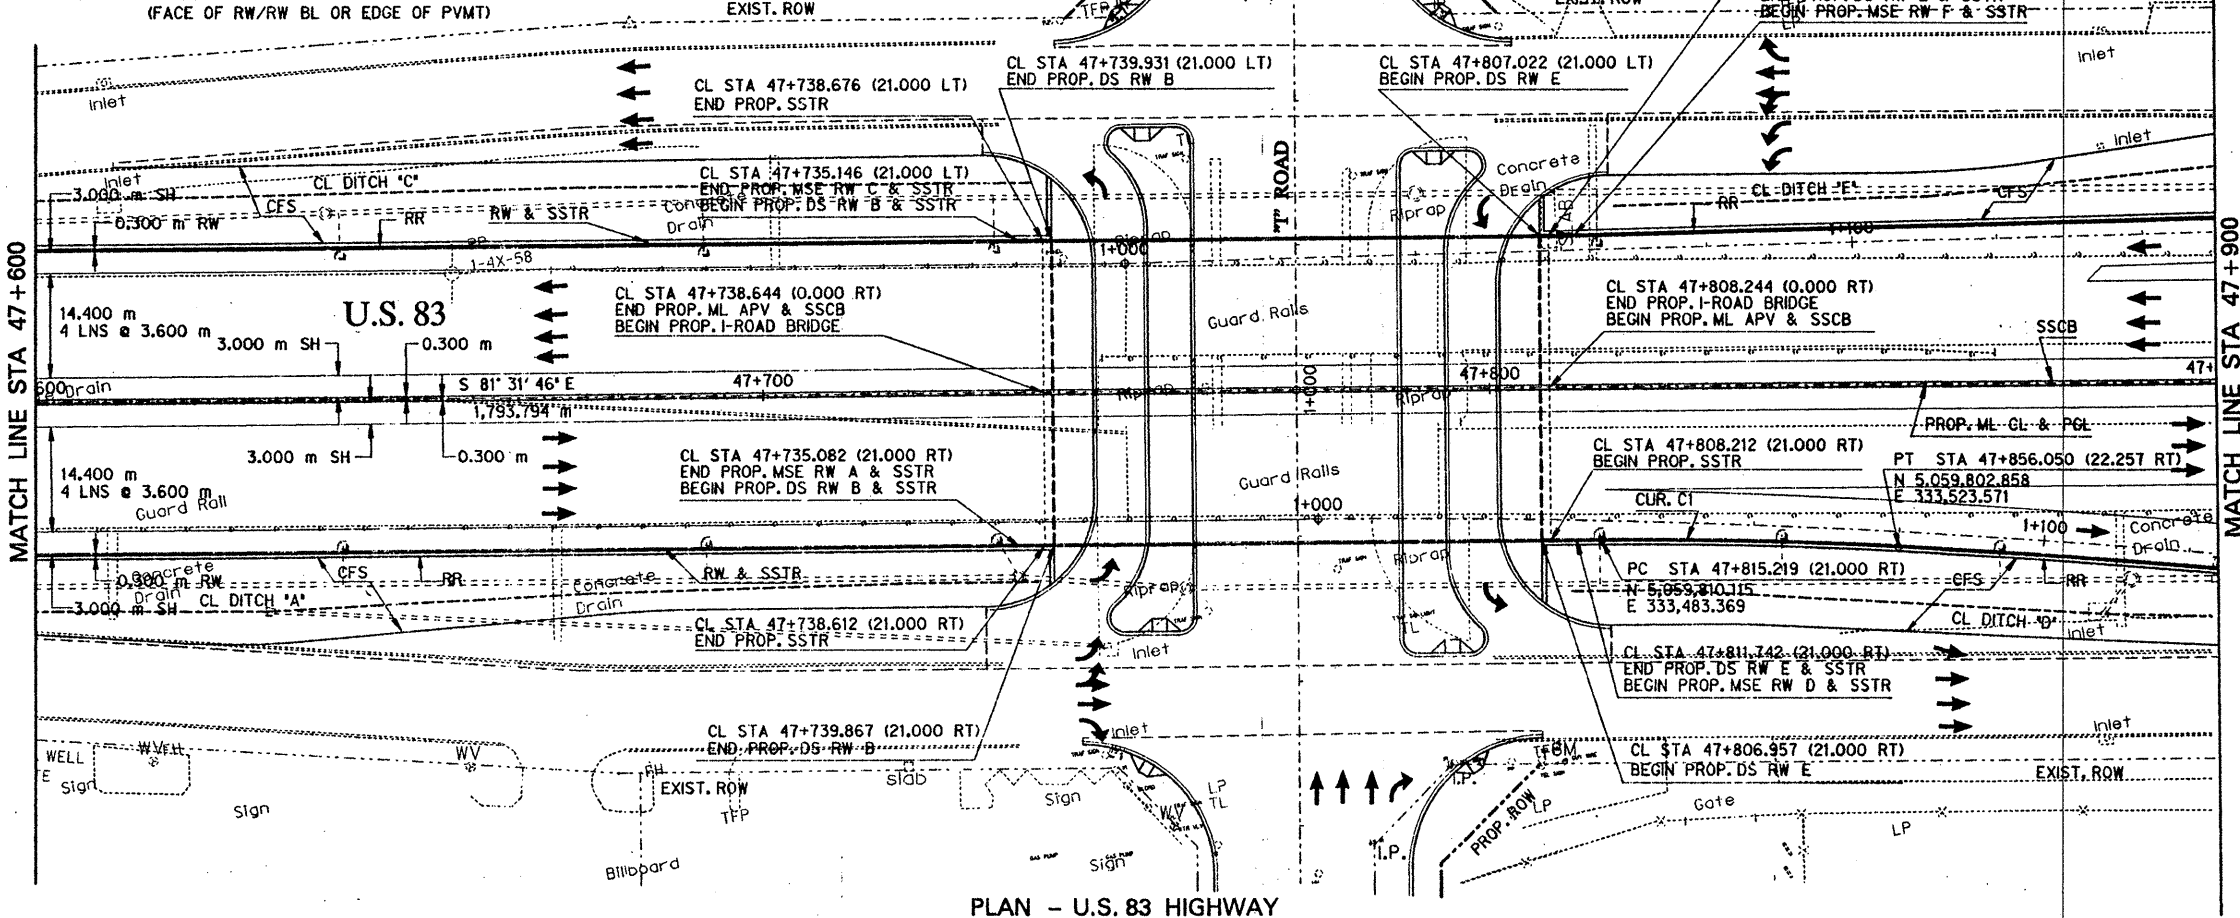 (FACE OF RW/RW BL OR EDGE OF PVMT)
EXIST. ROW
TFP
EXIST. ROW
BEGIN PROP. MSE RW F & SSTR
Inlet
Inlet
CL STA 47+738.676 (21.000 LT)
END PROP. SSTR
CL STA 47+739.931 (21.000 LT)
END PROP. DS RW B
CL STA 47+807.022 (21.000 LT)
BEGIN PROP. DS RW E
"I" ROAD
Inlet
CL DITCH "C"
3.000 m SH
0.300 m RW
CFS
RR
RW & SSTR
CL STA 47+735.146 (21.000 LT)
END PROP. MSE RW C & SSTR
BEGIN PROP. DS RW B & SSTR
Concrete
Drain
Riprap
Inlet
CL DITCH "F"
RR
CFS
Riprap
1+000
1+100
1-4X-58
MATCH LINE STA 47+600
MATCH LINE STA 47+900
14.400 m
4 LNS @ 3.600 m
U.S. 83
3.000 m SH
0.300 m
CL STA 47+738.644 (0.000 RT)
END PROP. ML APV & SSCB
BEGIN PROP. I-ROAD BRIDGE
Guard Rails
CL STA 47+808.244 (0.000 RT)
END PROP. I-ROAD BRIDGE
BEGIN PROP. ML APV & SSCB
SSCB
600
Drain
S 81° 31' 46" E
1,793.794 m
47+700
Riprap
1+000
Riprap
47+800
47+
PROP. ML CL & PGL
3.000 m SH
0.300 m
14.400 m
4 LNS @ 3.600 m
Guard Rail
CL STA 47+735.082 (21.000 RT)
END PROP. MSE RW A & SSTR
BEGIN PROP. DS RW B & SSTR
Guard Rails
1+000
CL STA 47+808.212 (21.000 RT)
BEGIN PROP. SSTR
PT STA 47+856.050 (22.257 RT)
N 5,059,802.858
E 333,523.571
CUR. C1
1+100
Concrete
Drain
Concrete
Drain
0.300 m RW
3.000 m SH
CL DITCH "A"
CFS
RR
Concrete
Drain
RW & SSTR
Riprap
Riprap
PC STA 47+815.219 (21.000 RT)
N 5,059,810.115
E 333,483.369
CFS
RR
CL DITCH "D"
Inlet
CL STA 47+738.612 (21.000 RT)
END PROP. SSTR
Inlet
CL STA 47+811.742 (21.000 RT)
END PROP. DS RW E & SSTR
BEGIN PROP. MSE RW D & SSTR
CL STA 47+739.867 (21.000 RT)
END PROP. DS RW B
Inlet
CL STA 47+806.957 (21.000 RT)
BEGIN PROP. DS RW E
Inlet
EXIST. ROW
WELL
WV
Sign
Sign
FH
EXIST. ROW
TFP
Slab
Sign
WV
LP
TL
I.P.
I.P.
PROP. ROW
LP
Gate
LP
Billboard
GAS PUMP
GAS PUMP
Sign
PLAN - U.S. 83 HIGHWAY